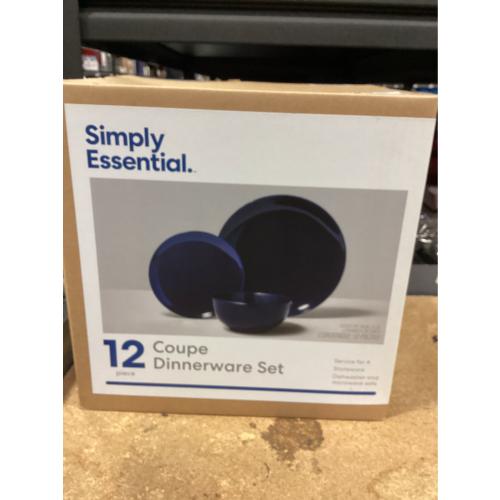 Simply
Essential.
12
piece
Coupe
Dinnerware Set
Service for 4
Stoneware
Dishwasher and
microwave safe